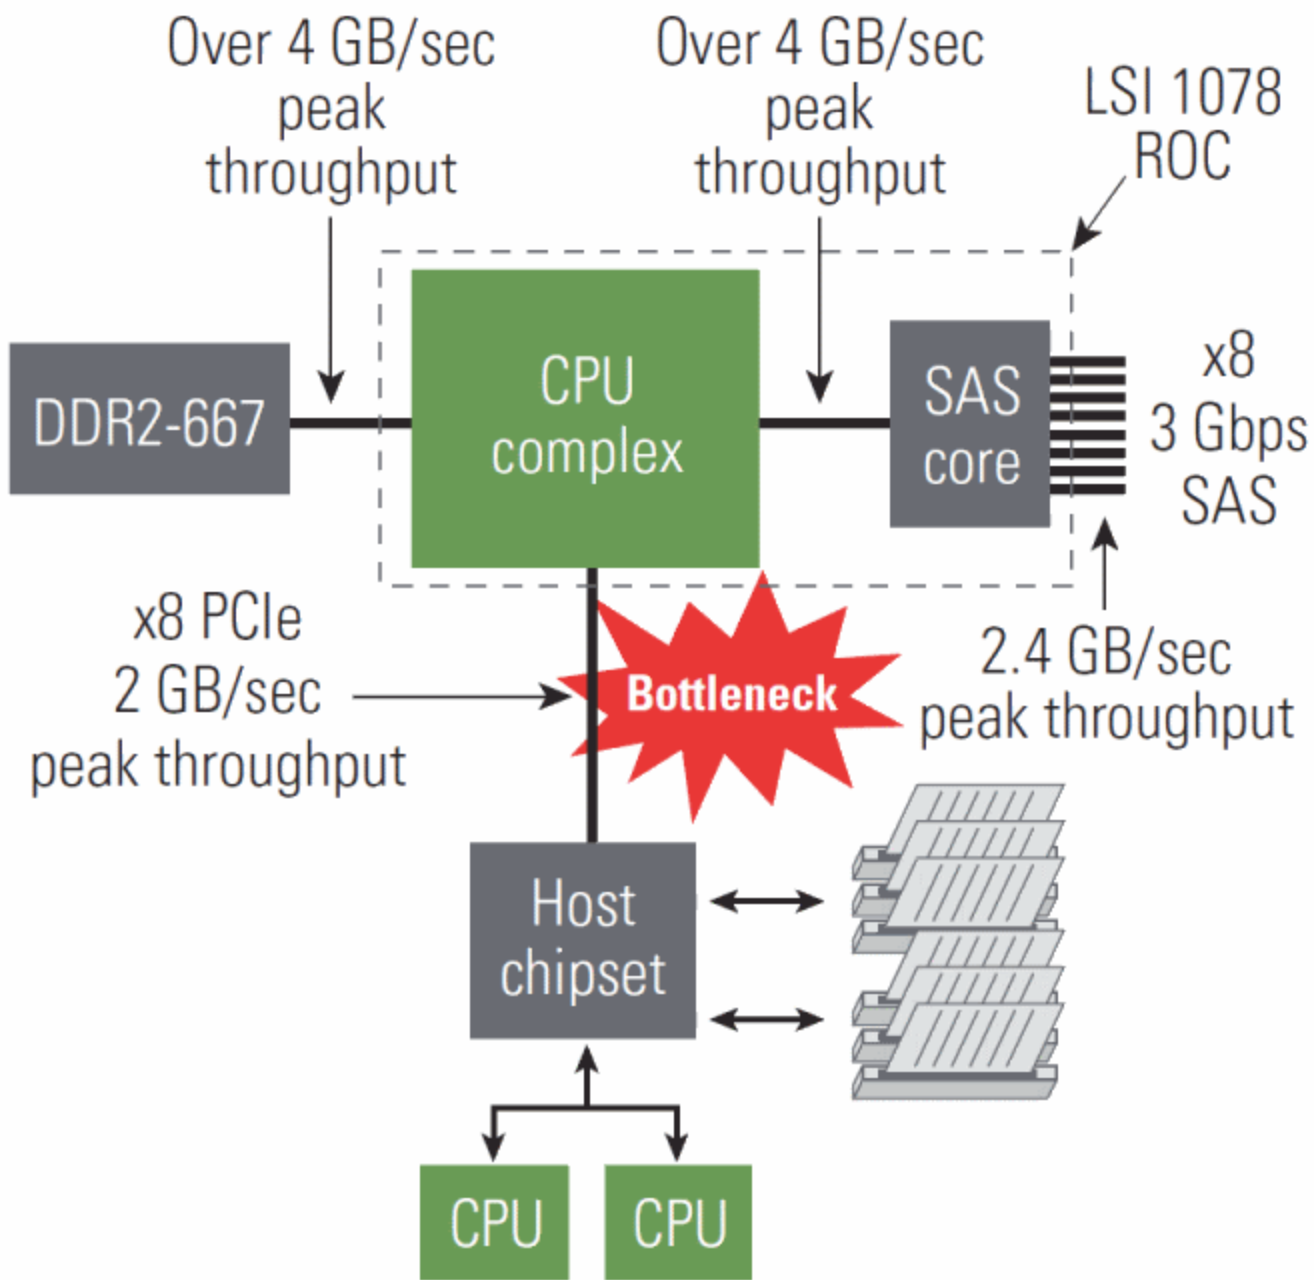 Over 4 GB/sec
peak
throughput
Over 4 GB/sec
peak
throughput
LSI 1078
ROC
DDR2-667
CPU
complex
SAS
core
x8
3 Gbps
SAS
x8 PCIe
2 GB/sec
peak throughput
Bottleneck
2.4 GB/sec
peak throughput
Host
chipset
CPU
CPU